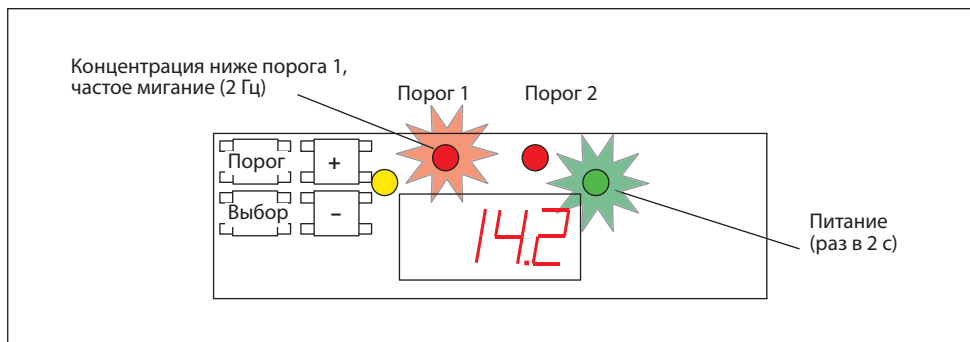 Концентрация ниже порога 1,
частое мигание (2 Гц)
Порог 1
Порог 2
Порог
+
Выбор
–
14.2
Питание
(раз в 2 с)